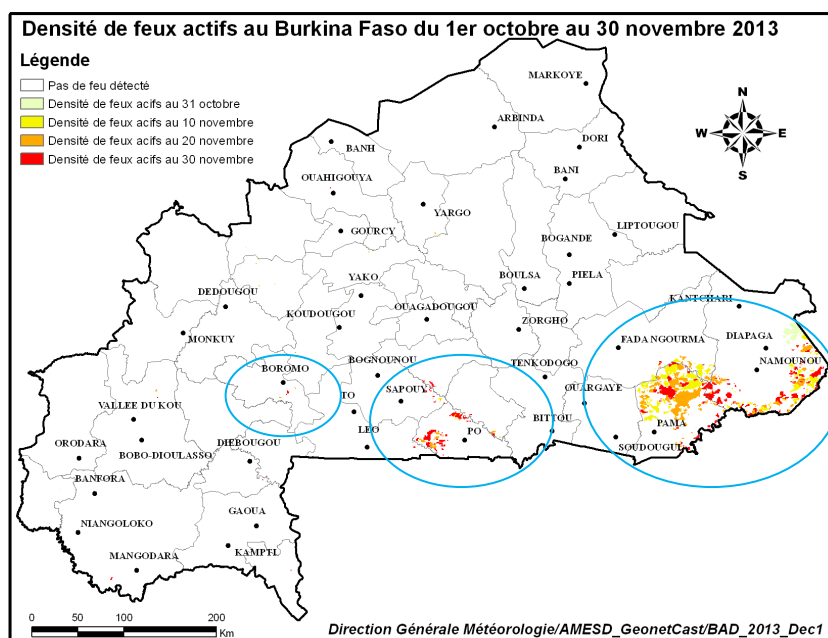 Densité de feux actifs au Burkina Faso du 1er octobre au 30 novembre 2013
Légende
Pas de feu détecté
Densité de feux acifs au 31 octobre
Densité de feux acifs au 10 novembre
Densité de feux acifs au 20 novembre
Densité de feux acifs au 30 novembre
N
W E
S
MARKOYE
ARBINDA
DORI
BANH
BANI
OUAHIGOUYA
YARGO
LIPTOUGOU
GOURCY
BOGANDE
YAKO
BOULSA
PIELA
DEDOUGOU
KANTCHARI
KOUDOUGOU
OUAGADOUGOU
ZORGHO
MONKUY
FADA NGOURMA
DIAPAGA
BOGNOUNOU
TENKODOGO
NAMOUNOU
BOROMO
TO
SAPOUY
OUARGAYE
VALLEE DU KOU
BITTOU
LEO
PO
PAMA
ORODARA
BOBO-DIOULASSO
DIEBOUGOU
SOUDOUGUI
BANFORA
NIANGOLOKO
GAOUA
MANGODARA
KAMPTI
0 50 100 200
Km
Direction Générale Météorologie/AMESD_GeonetCast/BAD_2013_Dec1